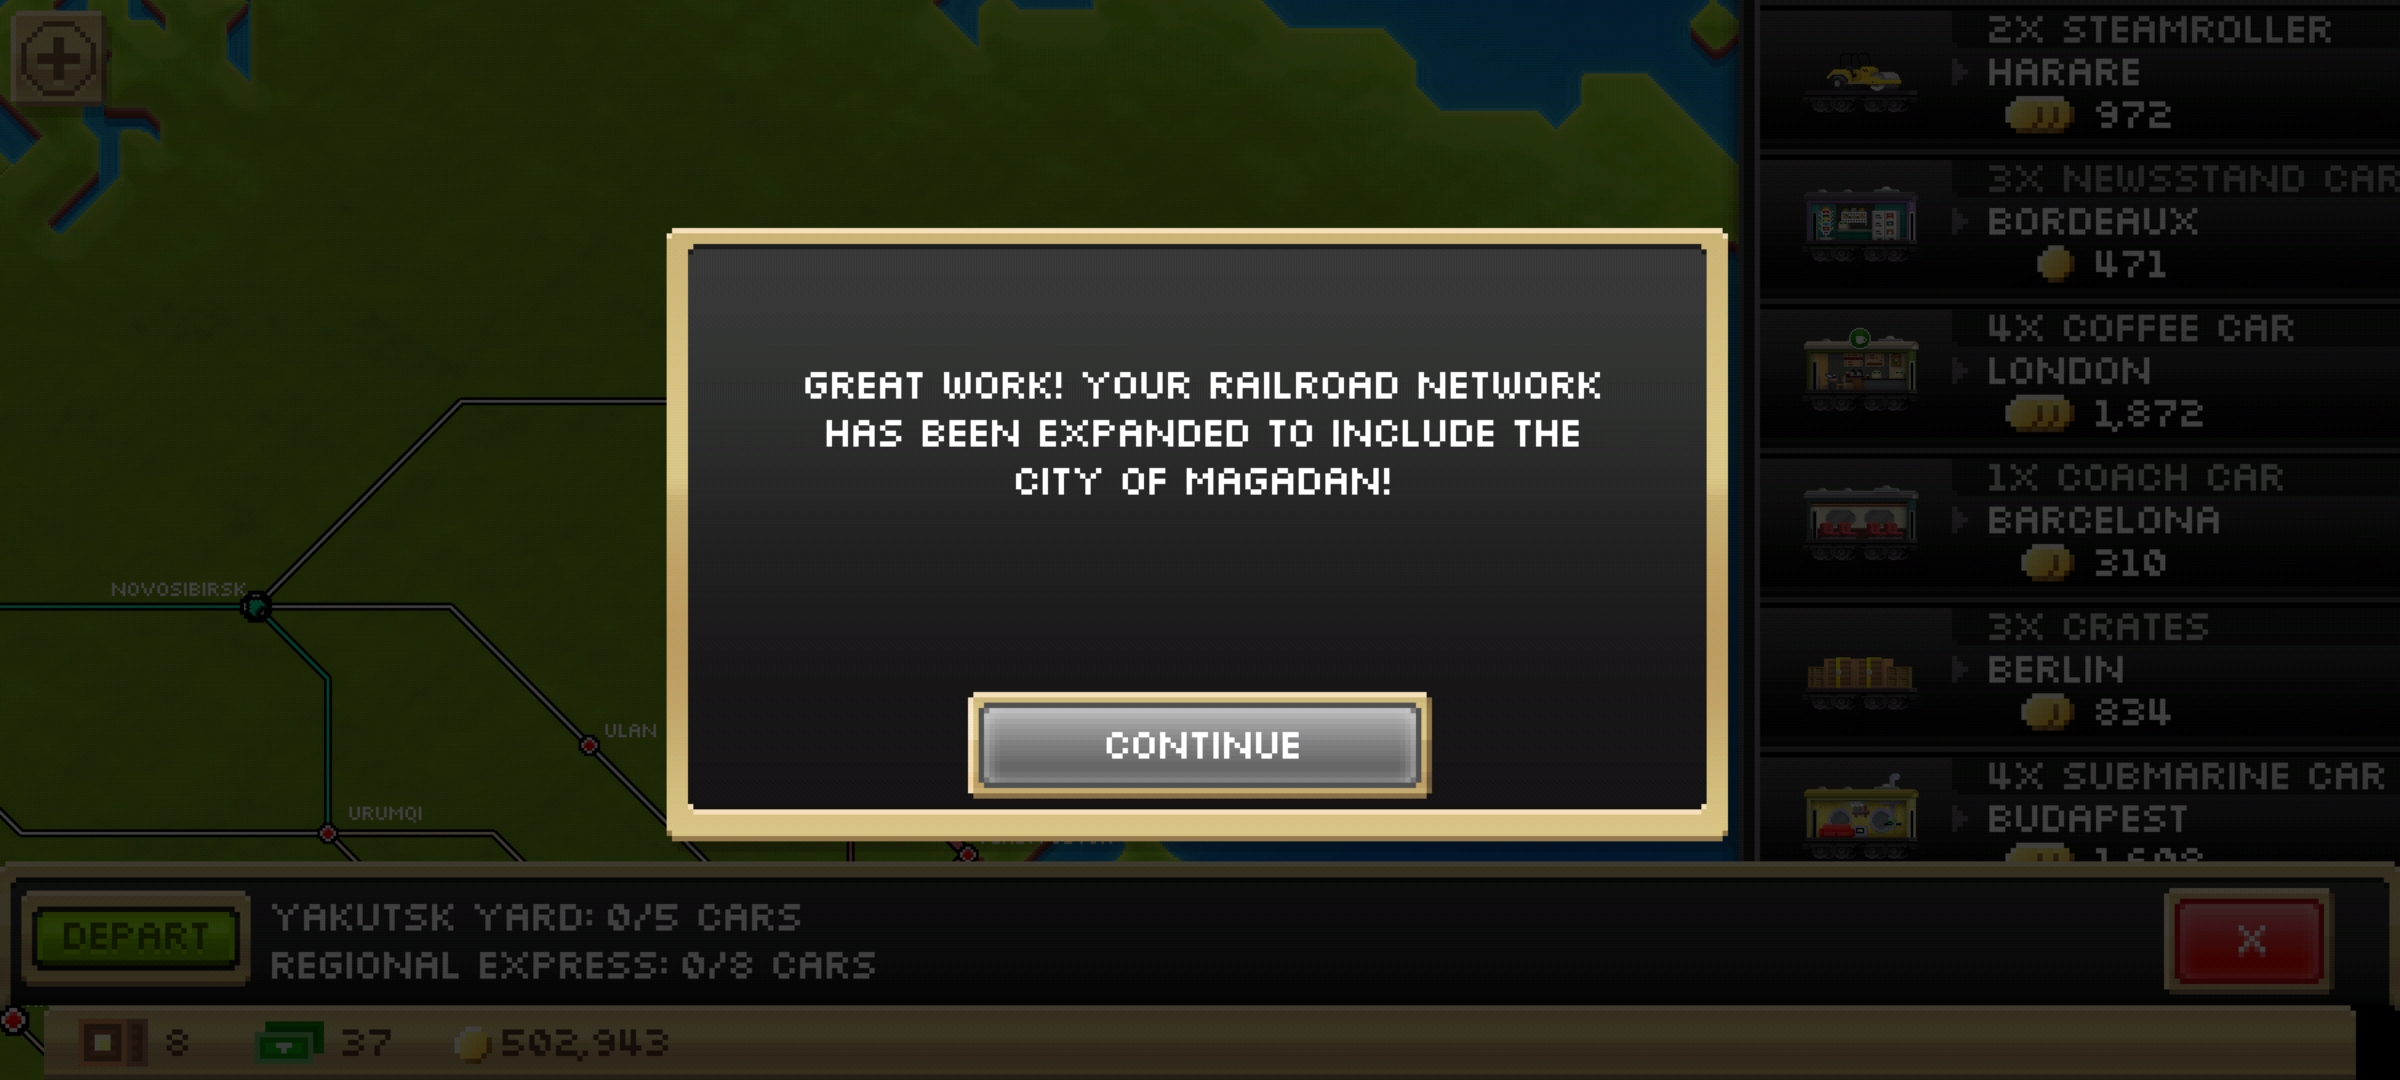 2X STEAMROLLER
HARARE
972
3X NEWSSTAND CAR
BORDEAUX
471
4X COFFEE CAR
LONDON
1,872
1X COACH CAR
BARCELONA
310
3X CRATES
BERLIN
834
4X SUBMARINE CAR
BUDAPEST
1,608
GREAT WORK! YOUR RAILROAD NETWORK
HAS BEEN EXPANDED TO INCLUDE THE
CITY OF MAGADAN!
CONTINUE
NOVOSIBIRSK
ULAN
URUMQI
DEPART
YAKUTSK YARD: 0/5 CARS
REGIONAL EXPRESS: 0/8 CARS
X
8
37
502,943